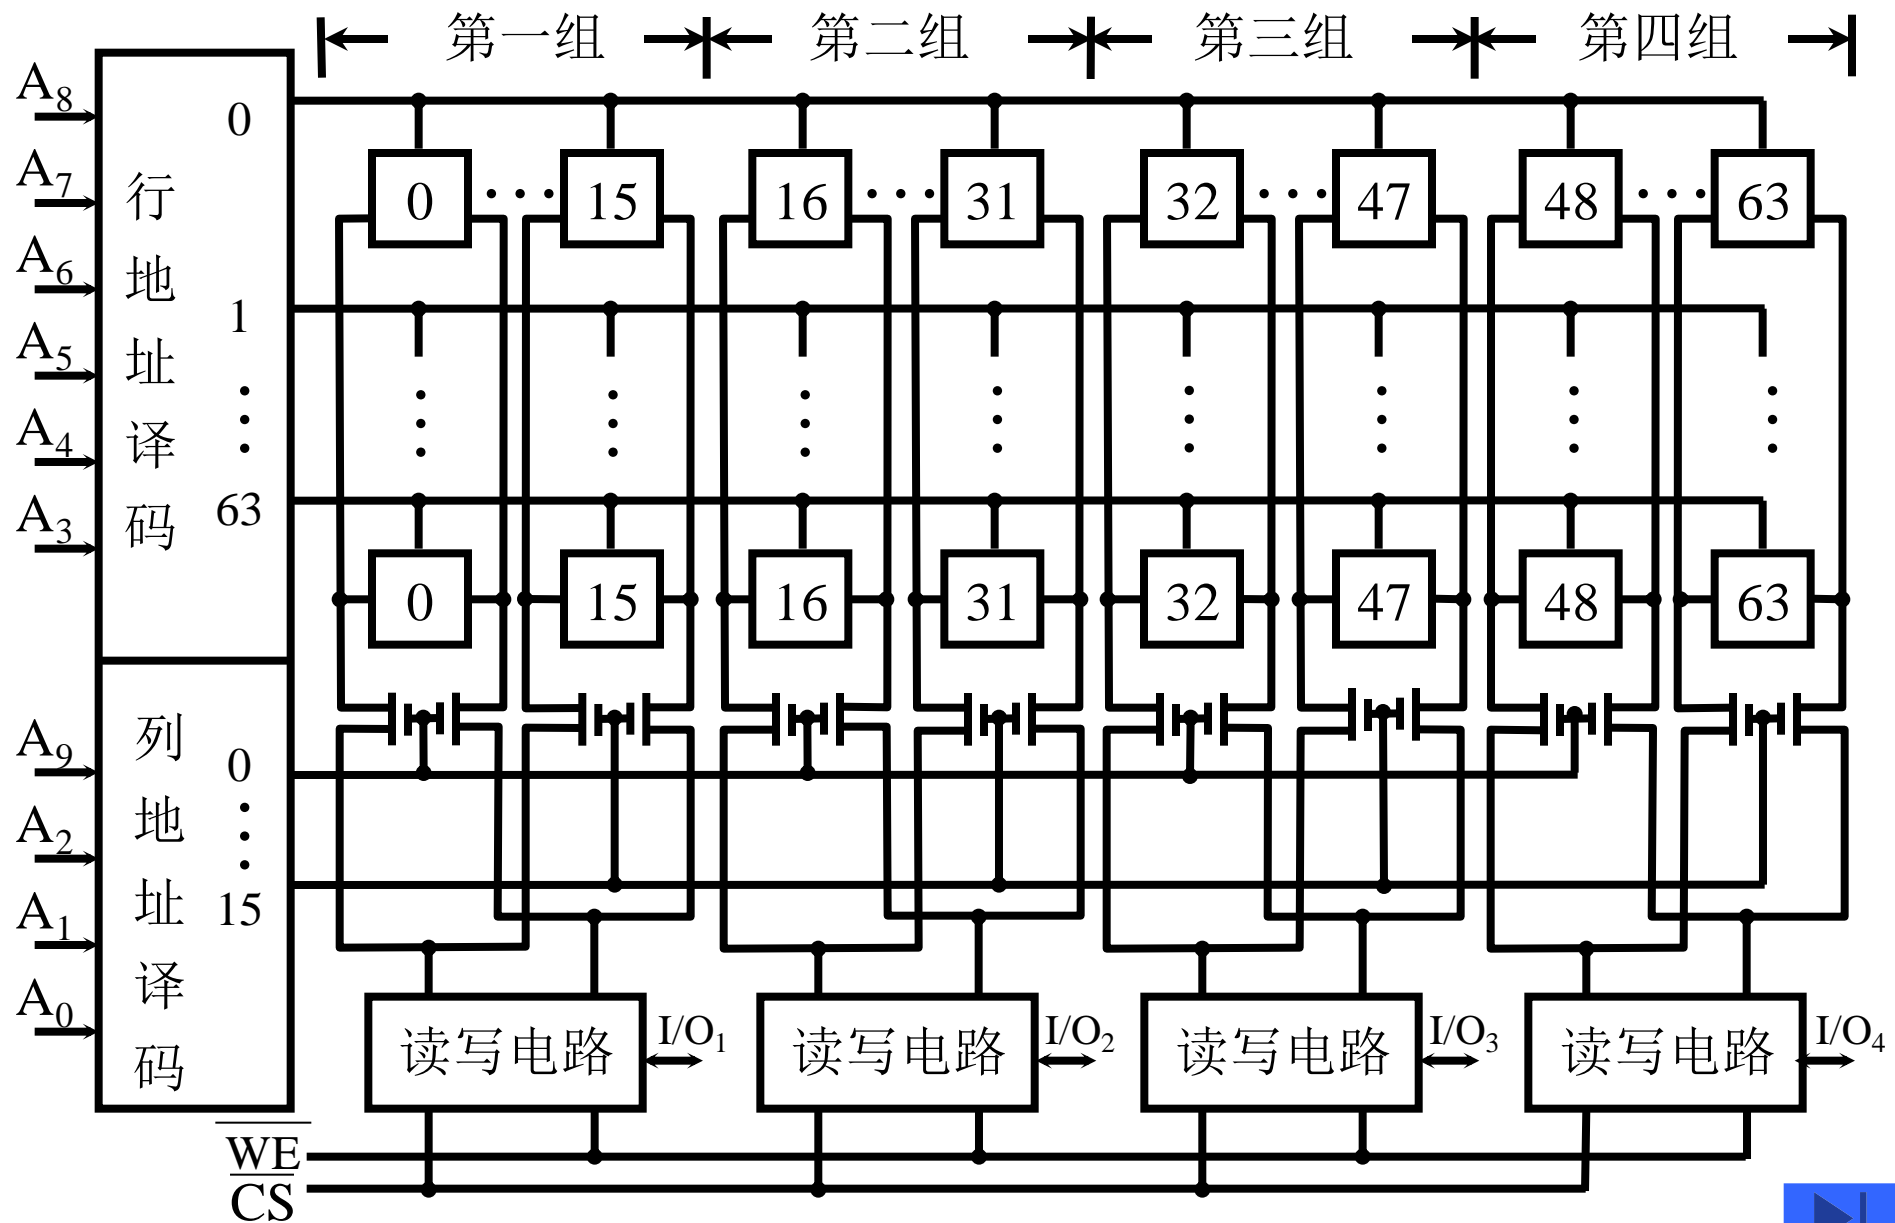 第一组 第二组 第三组 第四组
A8
A7
A6
A5
A4
A3
行地址译码
0
1
63
0 15 16 31 32 47 48 63
0 15 16 31 32 47 48 63
A9
A2
A1
A0
列地址译码
0
15
读写电路 I/O1 读写电路 I/O2 读写电路 I/O3 读写电路 I/O4
WE
CS